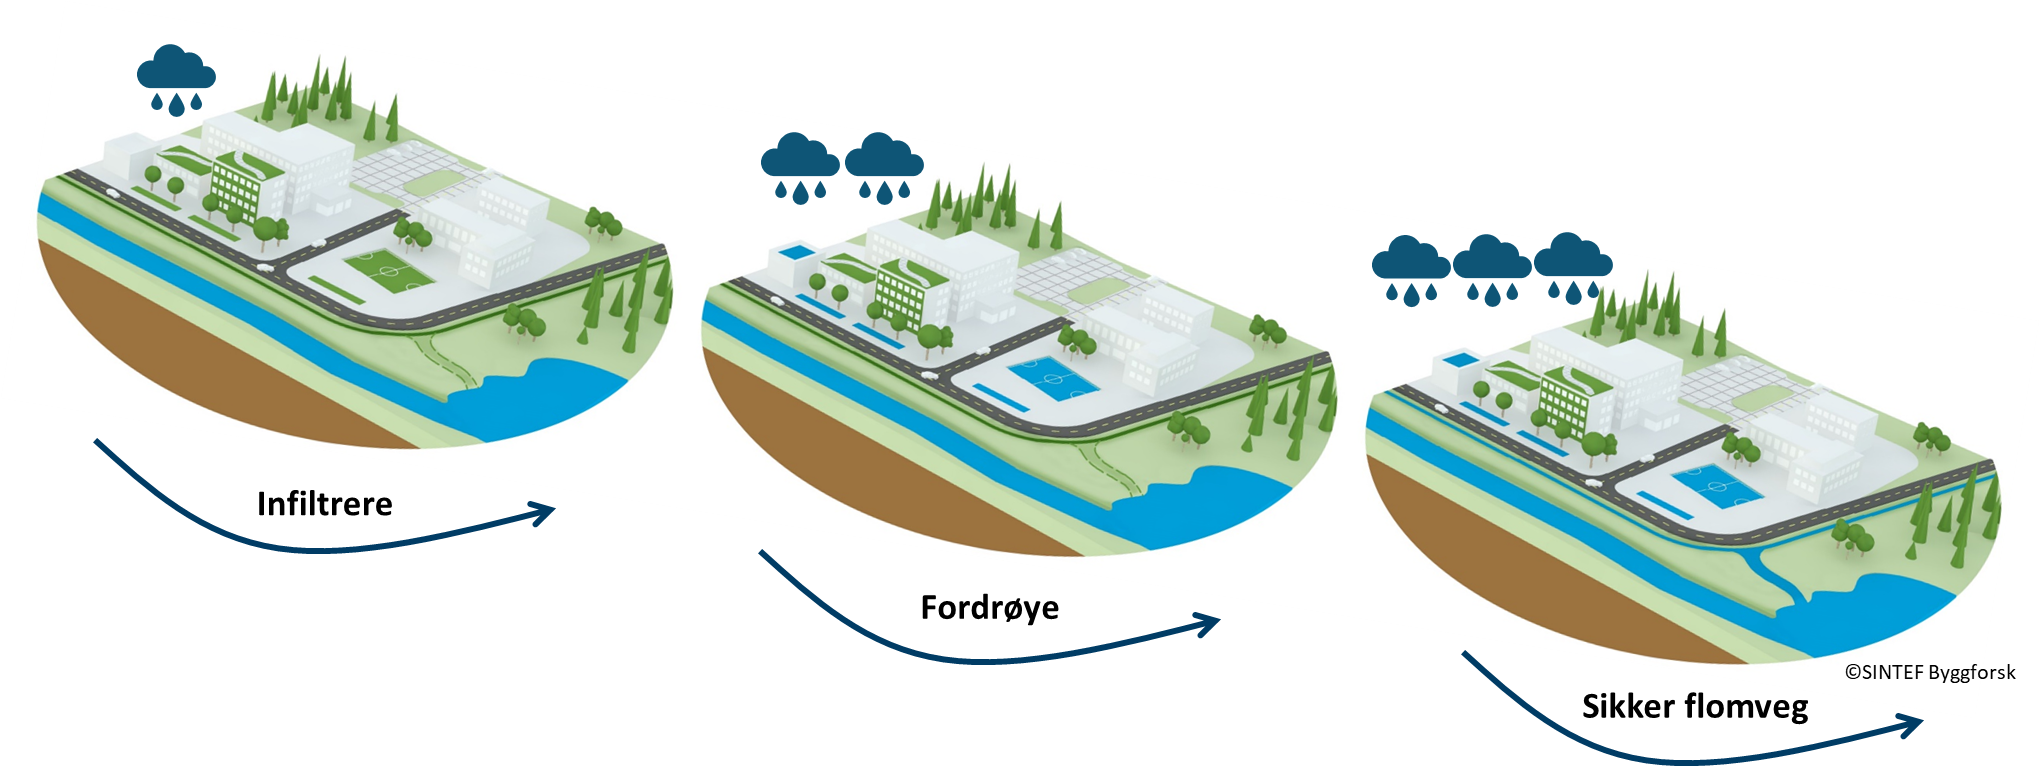 Infiltrere
Fordrøye
©SINTEF Byggforsk
Sikker flomveg